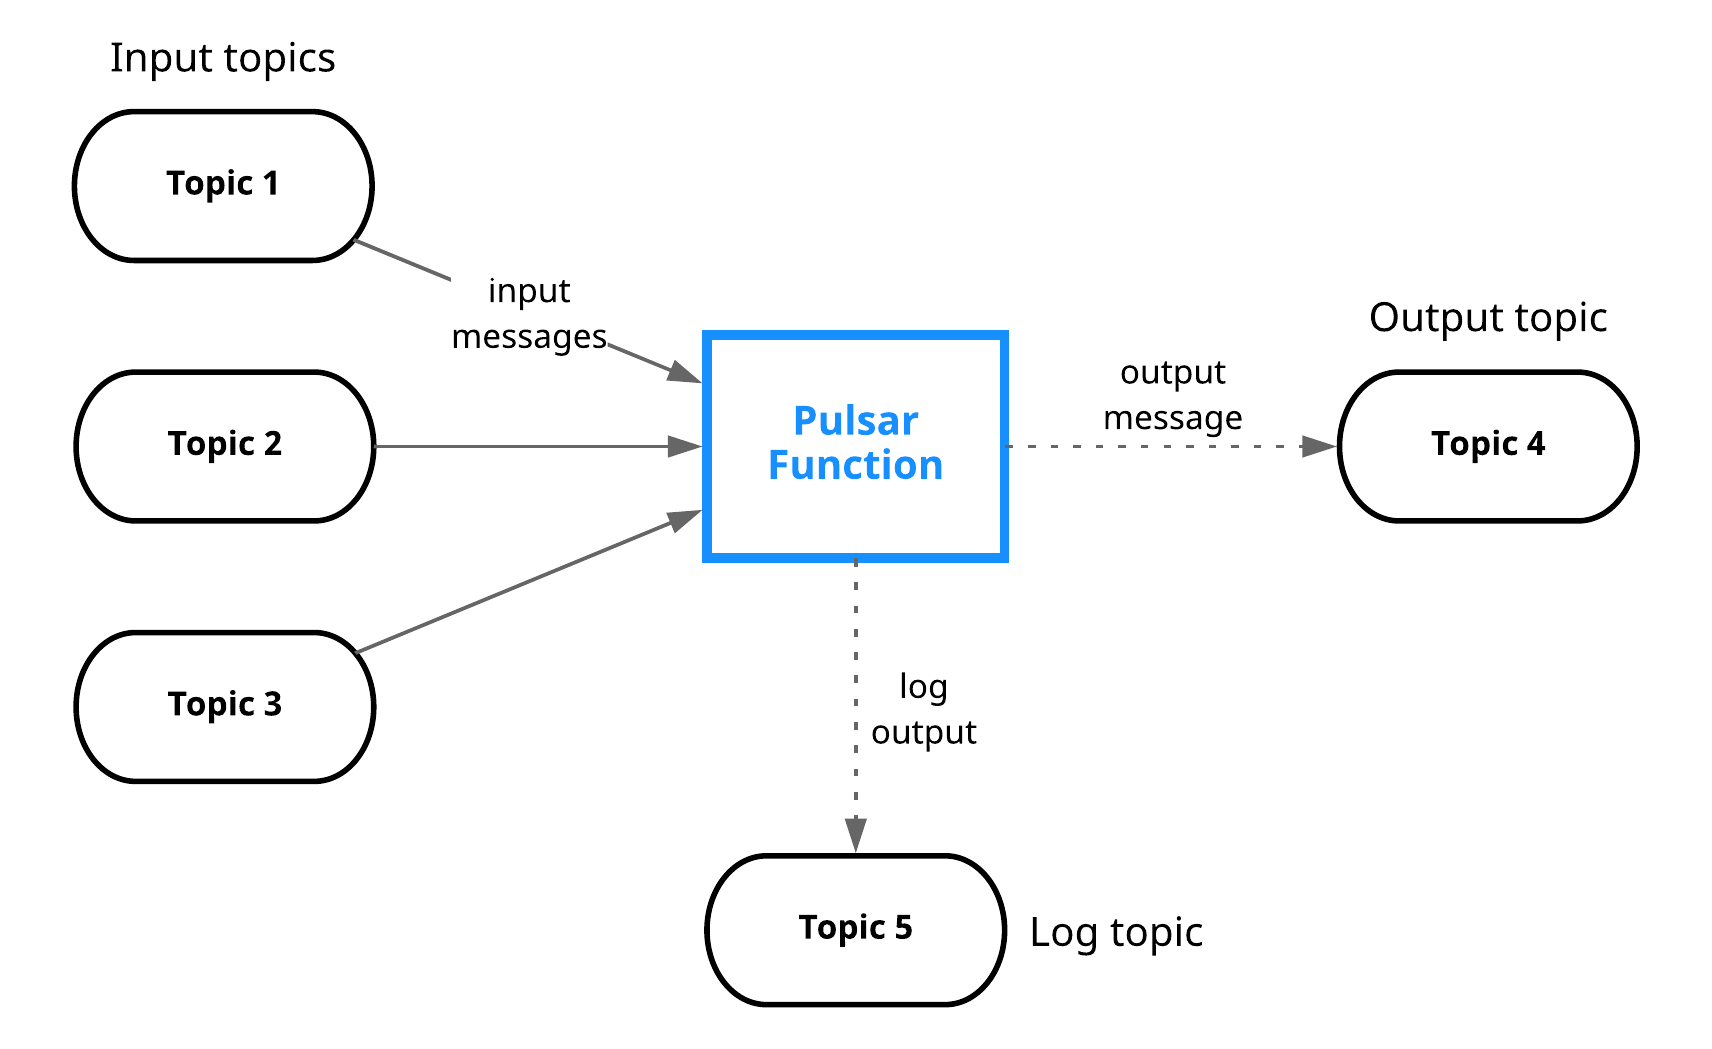 Input topics
Topic 1
input
messages
Topic 2
Pulsar
Function
output
message
Output topic
Topic 4
Topic 3
log
output
Topic 5
Log topic